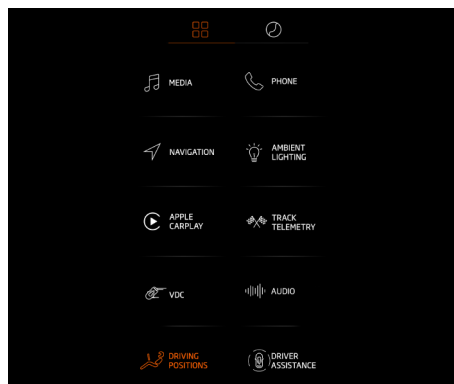 MEDIA
PHONE
NAVIGATION
AMBIENT
LIGHTING
APPLE
CARPLAY
TRACK
TELEMETRY
VDC
AUDIO
DRIVING
POSITIONS
DRIVER
ASSISTANCE